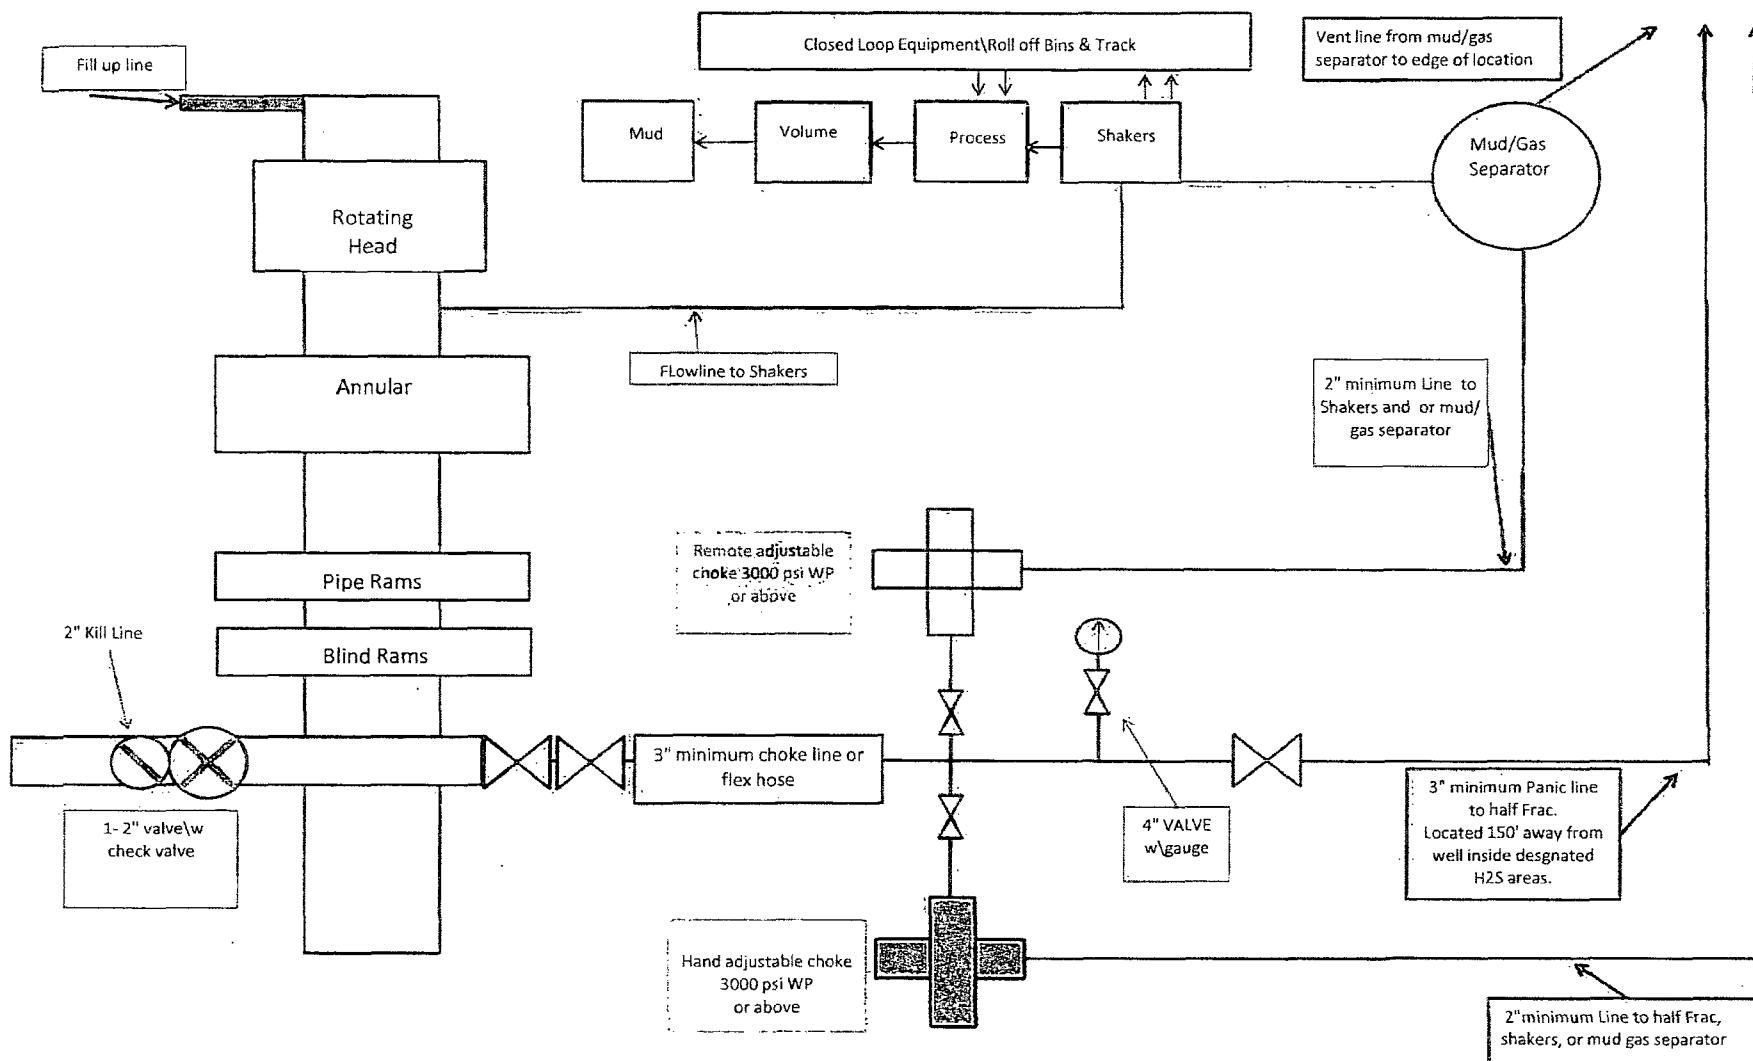 Closed Loop Equipment\Roll off Bins & Track
Vent line from mud/gas
separator to edge of location
Fill up line
Mud
Volume
Process
Shakers
Mud/Gas
Separator
Rotating
Head
FLowline to Shakers
Annular
2" minimum Line to
Shakers and or mud/
gas separator
Remote adjustable
choke 3000 psi WP
or above
Pipe Rams
2" Kill Line
Blind Rams
3" minimum choke line or
flex hose
1- 2" valve\w
check valve
4" VALVE
w\gauge
3" minimum Panic line
to half Frac.
Located 150' away from
well inside desgnated
H2S areas.
Hand adjustable choke
3000 psi WP
or above
2"minimum Line to half Frac,
shakers, or mud gas separator